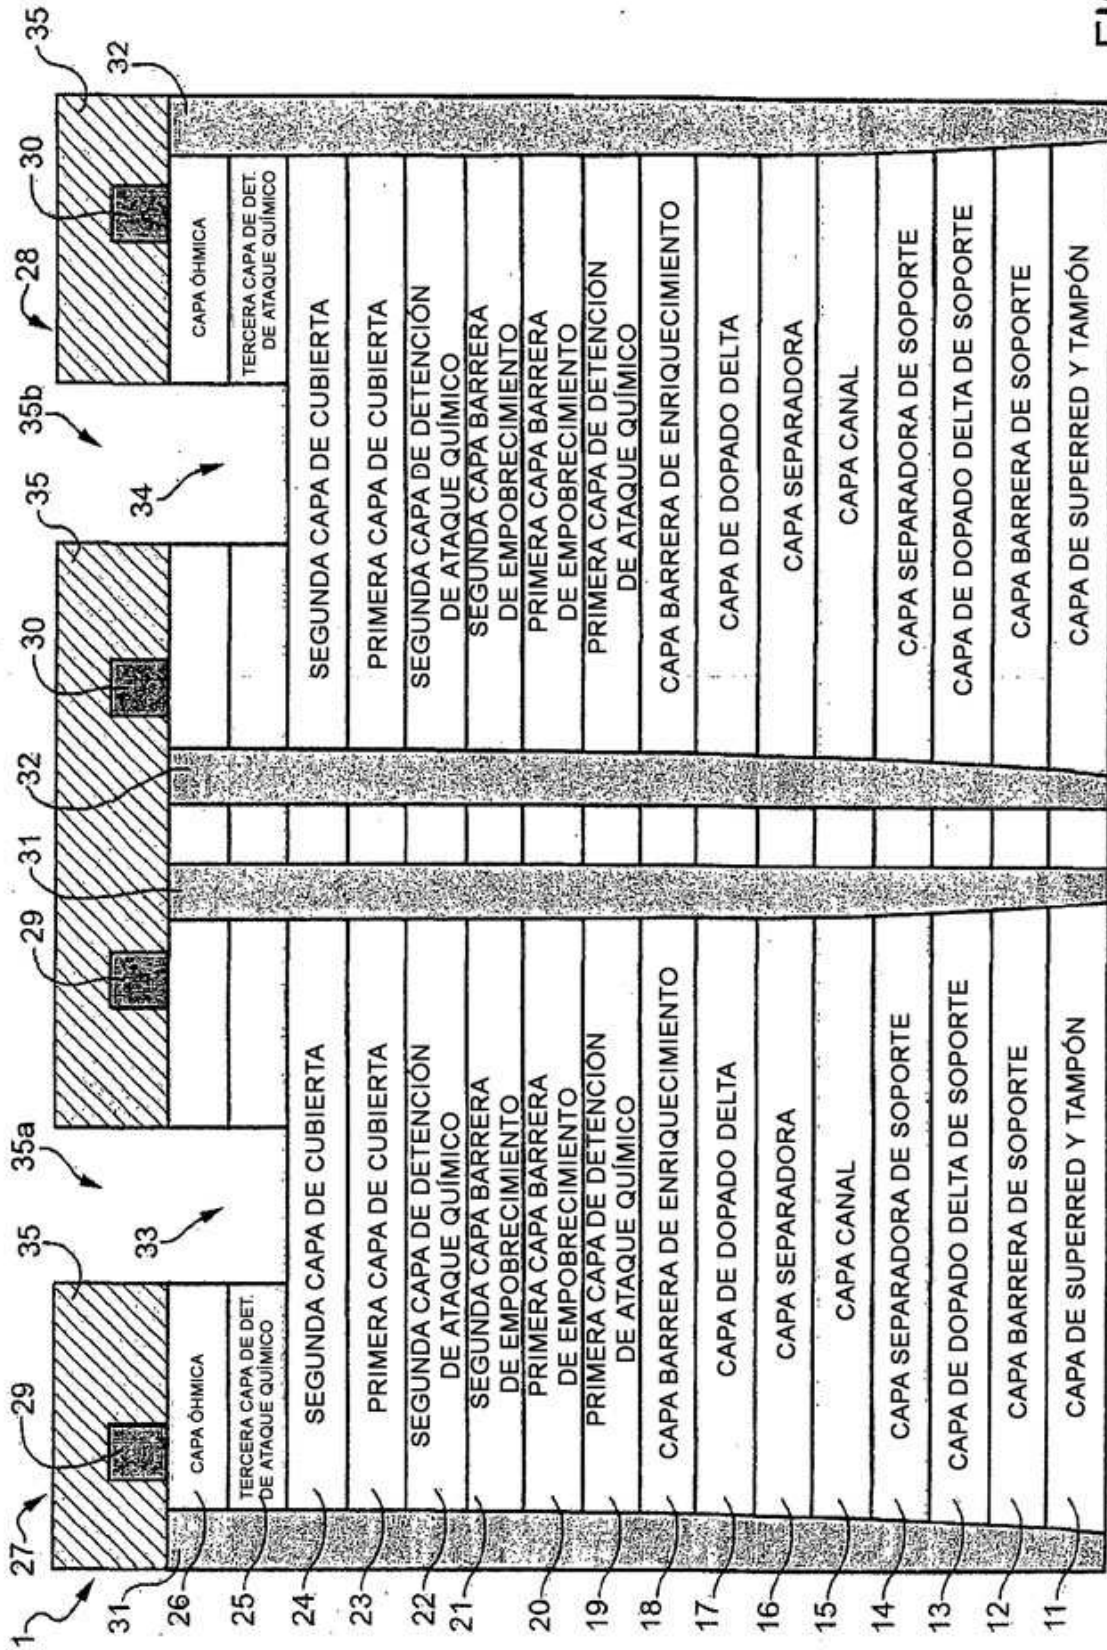 1
27
29
35
35a
29
31
32
30
35
35b
28
30
35
31
33
34
32
26
CAPA ÓHMICA
CAPA ÓHMICA
25
TERCERA CAPA DE DET.
DE ATAQUE QUÍMICO
TERCERA CAPA DE DET.
DE ATAQUE QUÍMICO
24
SEGUNDA CAPA DE CUBIERTA
SEGUNDA CAPA DE CUBIERTA
23
PRIMERA CAPA DE CUBIERTA
PRIMERA CAPA DE CUBIERTA
22
SEGUNDA CAPA DE DETENCIÓN
DE ATAQUE QUÍMICO
SEGUNDA CAPA DE DETENCIÓN
DE ATAQUE QUÍMICO
21
SEGUNDA CAPA BARRERA
DE EMPOBRECIMIENTO
SEGUNDA CAPA BARRERA
DE EMPOBRECIMIENTO
20
PRIMERA CAPA BARRERA
DE EMPOBRECIMIENTO
PRIMERA CAPA BARRERA
DE EMPOBRECIMIENTO
19
PRIMERA CAPA DE DETENCIÓN
DE ATAQUE QUÍMICO
PRIMERA CAPA DE DETENCIÓN
DE ATAQUE QUÍMICO
18
CAPA BARRERA DE ENRIQUECIMIENTO
CAPA BARRERA DE ENRIQUECIMIENTO
17
CAPA DE DOPADO DELTA
CAPA DE DOPADO DELTA
16
CAPA SEPARADORA
CAPA SEPARADORA
15
CAPA CANAL
CAPA CANAL
14
CAPA SEPARADORA DE SOPORTE
CAPA SEPARADORA DE SOPORTE
13
CAPA DE DOPADO DELTA DE SOPORTE
CAPA DE DOPADO DELTA DE SOPORTE
12
CAPA BARRERA DE SOPORTE
CAPA BARRERA DE SOPORTE
11
CAPA DE SUPERRED Y TAMPÓN
CAPA DE SUPERRED Y TAMPÓN